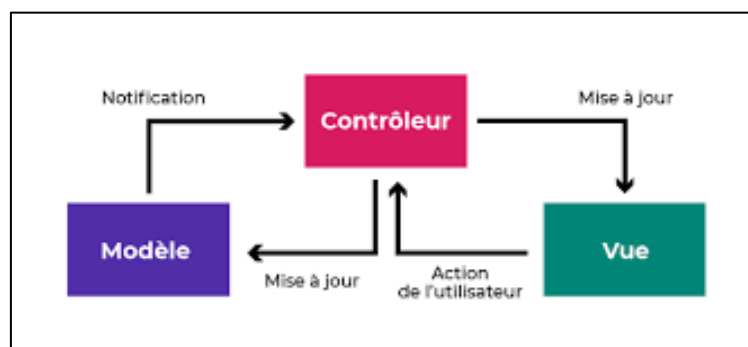 Notification
Contrôleur
Mise à jour
Modèle
Vue
Mise à jour
Action
de l'utilisateur